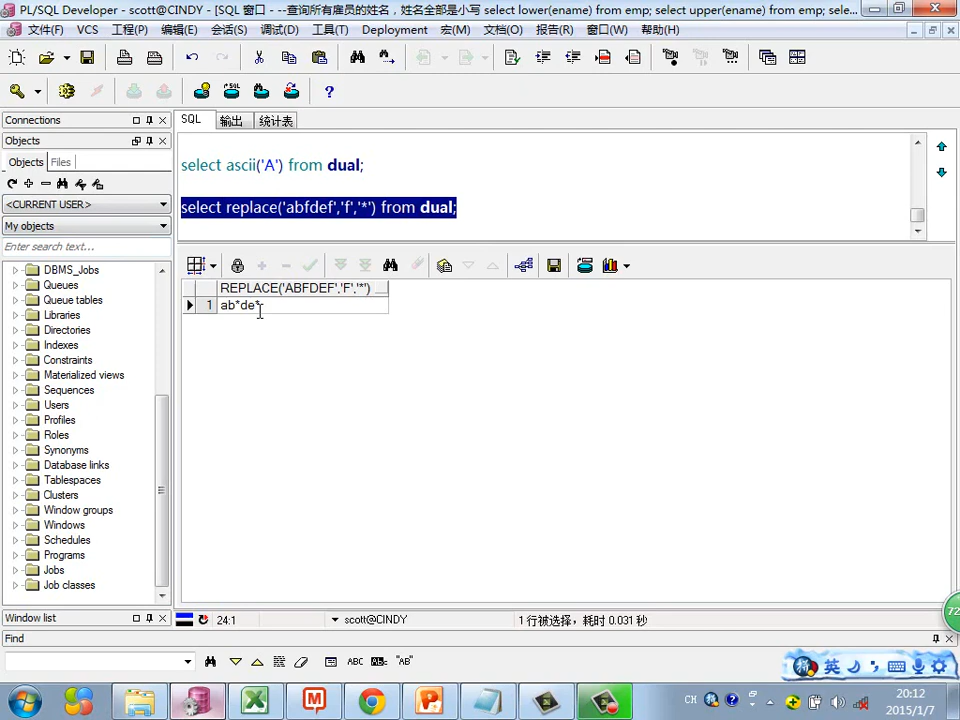 PL/SQL Developer - scott@CINDY - [SQL 窗口 - --查询所有雇员的姓名，姓名全部是小写 select lower(ename) from emp; select upper(ename) from emp; sele...
文件(F) VCS 工程(P) 编辑(E) 会话(S) 调试(D) 工具(T) Deployment 宏(M) 文档(O) 报告(R) 窗口(W) 帮助(H)
Connections
SQL 输出 统计表
Objects
Objects Files
select ascii('A') from dual;
<CURRENT USER>
select replace('abfdef','f','*') from dual;
My objects
Enter search text...
DBMS_Jobs
Queues
REPLACE('ABFDEF','F','*')
Queue tables
1 ab*de*
Libraries
Directories
Indexes
Constraints
Materialized views
Sequences
Users
Profiles
Roles
Synonyms
Database links
Tablespaces
Clusters
Window groups
Windows
Schedules
Programs
Jobs
Job classes
72
Window list
24:1 scott@CINDY 1 行被选择，耗时 0.031 秒
Find
ABC "AB"
英
CH
20:12
2015/1/7